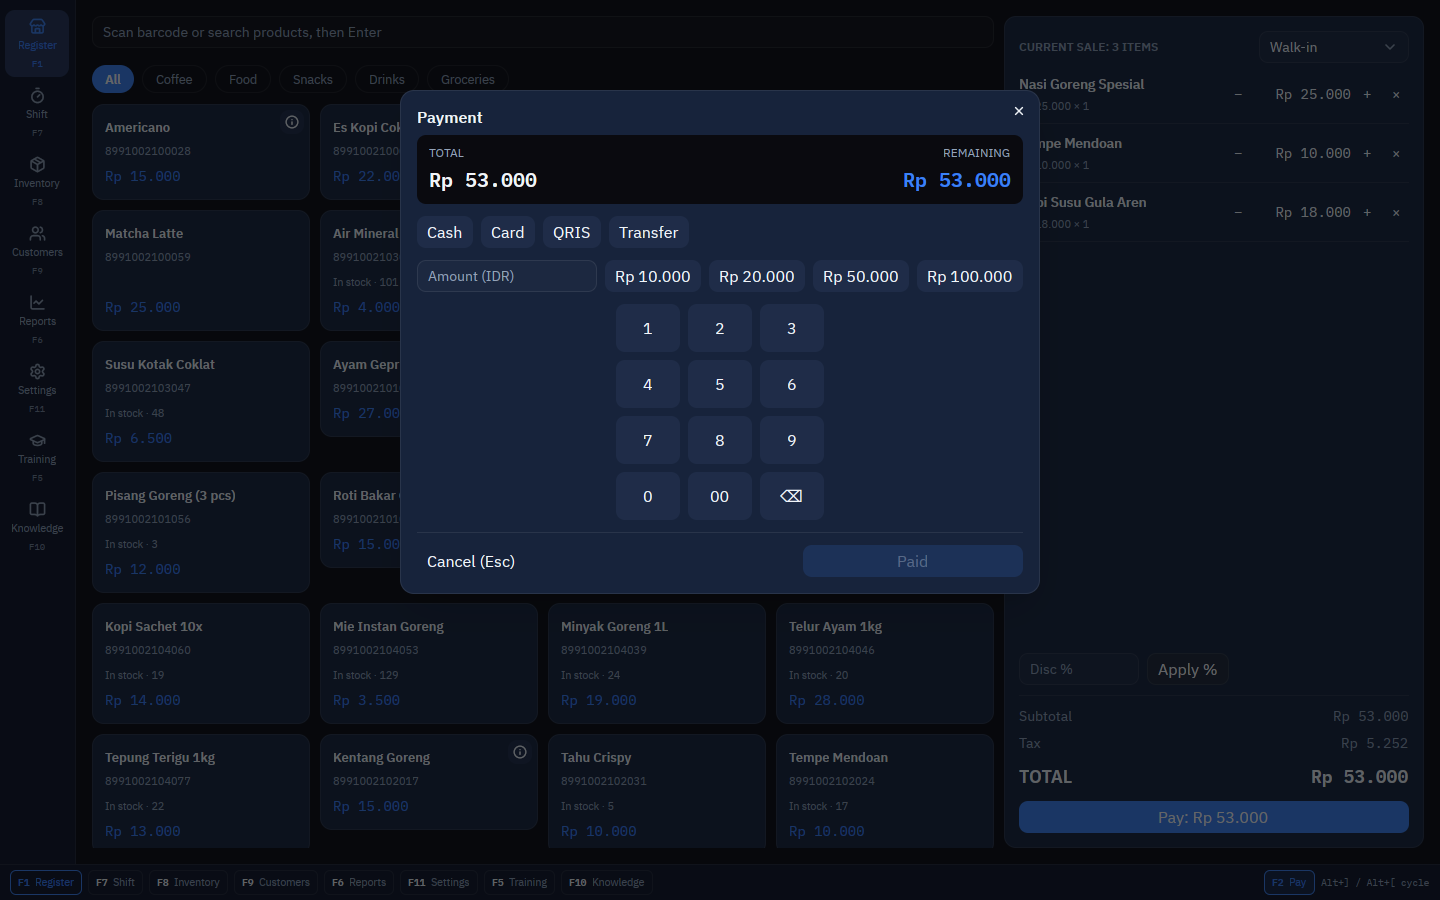 Register
F1
Shift
F7
Inventory
F8
Customers
F9
Reports
F6
Settings
F11
Training
F5
Knowledge
F10
Scan barcode or search products, then Enter
All
Coffee
Food
Snacks
Drinks
Groceries
Americano
8991002100028
Rp 15.000
Matcha Latte
8991002100059
Rp 25.000
In stock · 101
Rp 4.000
Susu Kotak Coklat
8991002103047
In stock · 48
Rp 6.500
Pisang Goreng (3 pcs)
8991002101056
In stock · 3
Rp 12.000
Roti Bakar
Kopi Sachet 10x
8991002104060
In stock · 19
Rp 14.000
Mie Instan Goreng
8991002104053
In stock · 129
Rp 3.500
Minyak Goreng 1L
8991002104039
In stock · 24
Rp 19.000
Telur Ayam 1kg
8991002104046
In stock · 20
Rp 28.000
Tepung Terigu 1kg
8991002104077
In stock · 22
Rp 13.000
Kentang Goreng
8991002102017
Rp 15.000
Tahu Crispy
8991002102031
In stock · 5
Rp 10.000
Tempe Mendoan
8991002102024
In stock · 17
Rp 10.000
Payment
×
TOTAL
REMAINING
Rp 53.000
Rp 53.000
Cash
Card
QRIS
Transfer
Amount (IDR)
Rp 10.000
Rp 20.000
Rp 50.000
Rp 100.000
1 2 3
4 5 6
7 8 9
0 00 ⌫
Cancel (Esc)
Paid
CURRENT SALE: 3 ITEMS
Walk-in
Nasi Goreng Spesial
− Rp 25.000 + ×
Mendoan
− Rp 10.000 + ×
Susu Gula Aren
− Rp 18.000 + ×
Disc %
Apply %
Subtotal
Rp 53.000
Tax
Rp 5.252
TOTAL
Rp 53.000
Pay: Rp 53.000
F1 Register
F7 Shift
F8 Inventory
F9 Customers
F6 Reports
F11 Settings
F5 Training
F10 Knowledge
F2 Pay
Alt+] / Alt+[ cycle